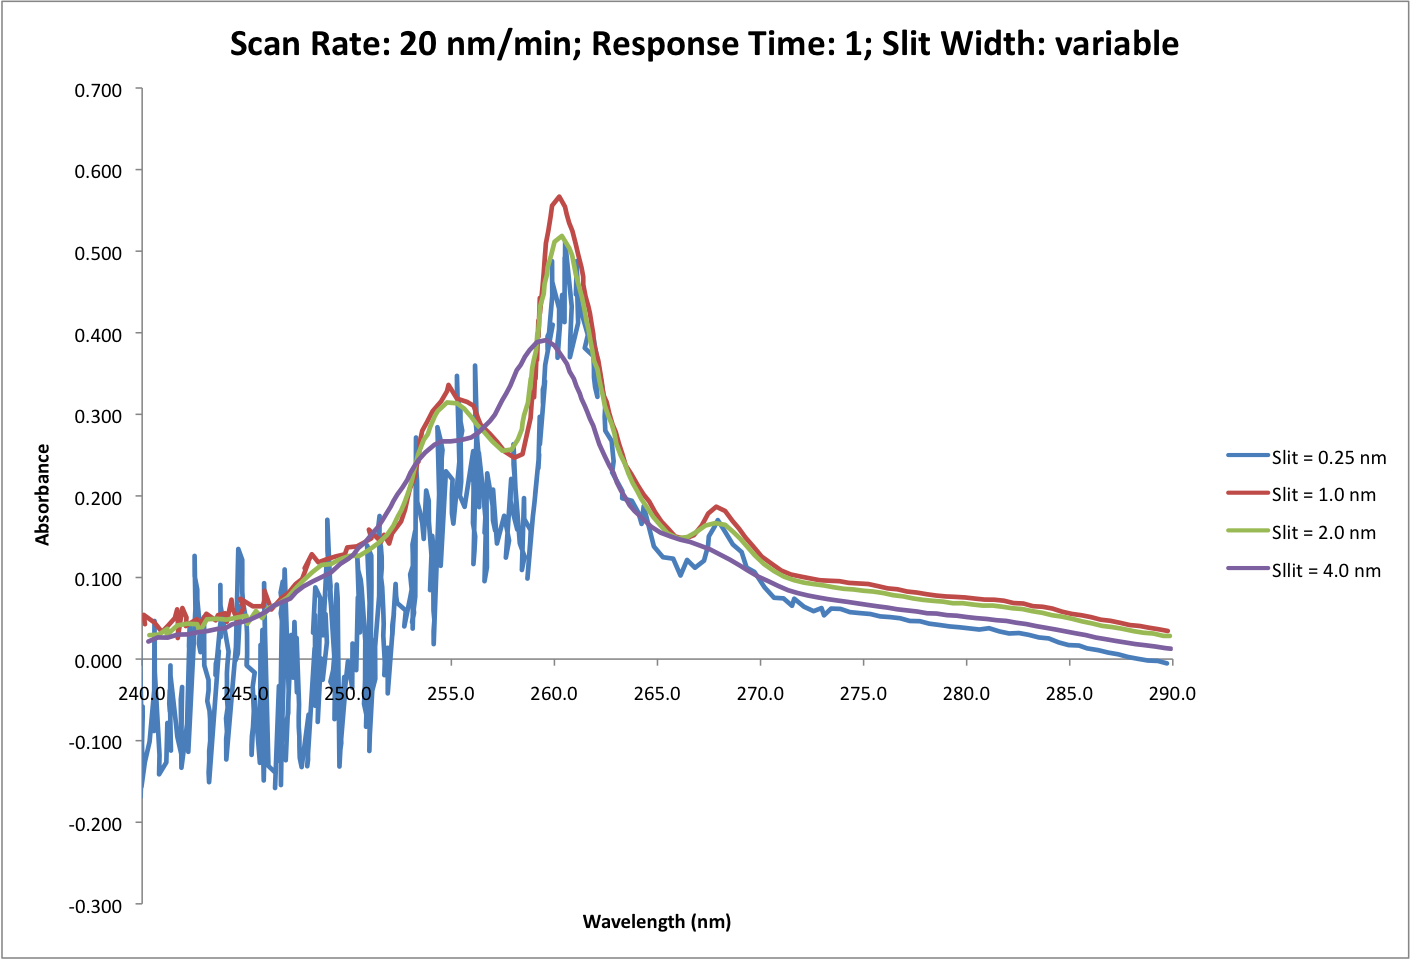 Scan Rate: 20 nm/min; Response Time: 1; Slit Width: variable
0.700
0.600
0.500
0.400
0.300
0.200
0.100
0.000
-0.100
-0.200
-0.300
Absorbance
240.0 245.0 250.0 255.0 260.0 265.0 270.0 275.0 280.0 285.0 290.0
Wavelength (nm)
Slit = 0.25 nm
Slit = 1.0 nm
Slit = 2.0 nm
Sllit = 4.0 nm